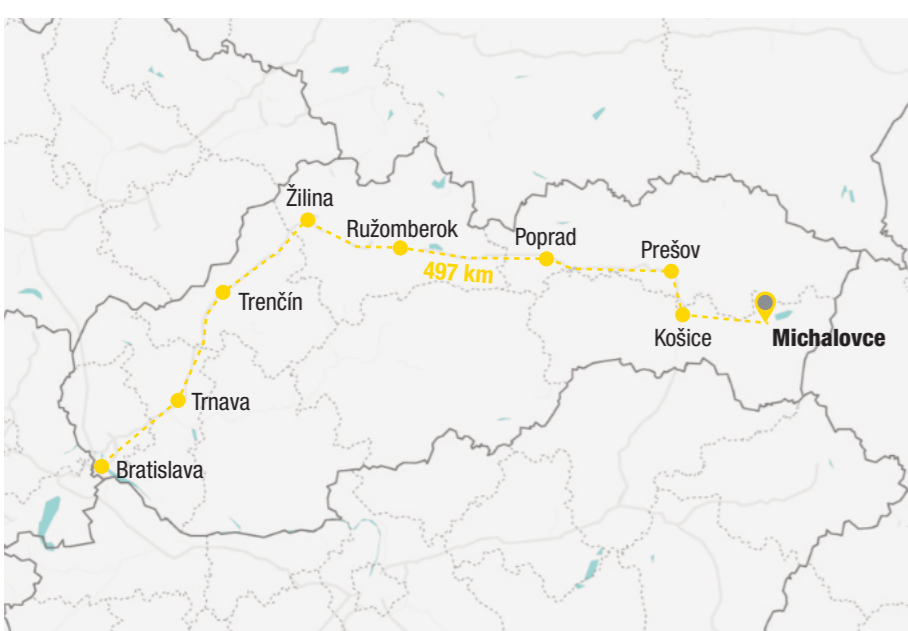 Žilina
Ružomberok
Poprad
Prešov
497 km
Trenčín
Košice
Michalovce
Trnava
Bratislava